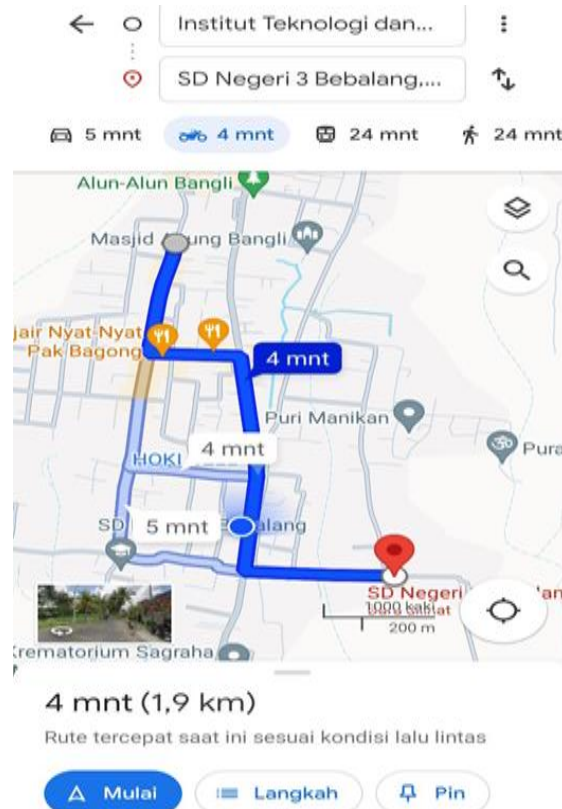 Institut Teknologi dan...
SD Negeri 3 Bebalang,...
5 mnt
4 mnt
24 mnt
24 mnt
Alun-Alun Bangli
Masjid Agung Bangli
jair Nyat-Nyat
Pak Bagong
4 mnt
Puri Manikan
HOKI
4 mnt
Pura
SD
5 mnt
alang
SD Negeri
1000 kaki
200 m
Krematorium Sagraha
4 mnt (1,9 km)
Rute tercepat saat ini sesuai kondisi lalu lintas
Mulai
Langkah
Pin